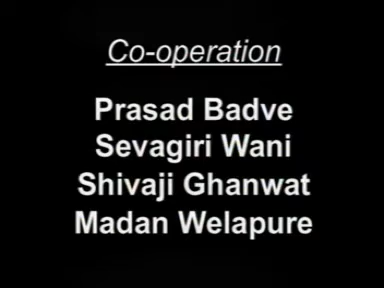 Co-operation
Prasad Badve
Sevagiri Wani
Shivaji Ghanwat
Madan Welapure